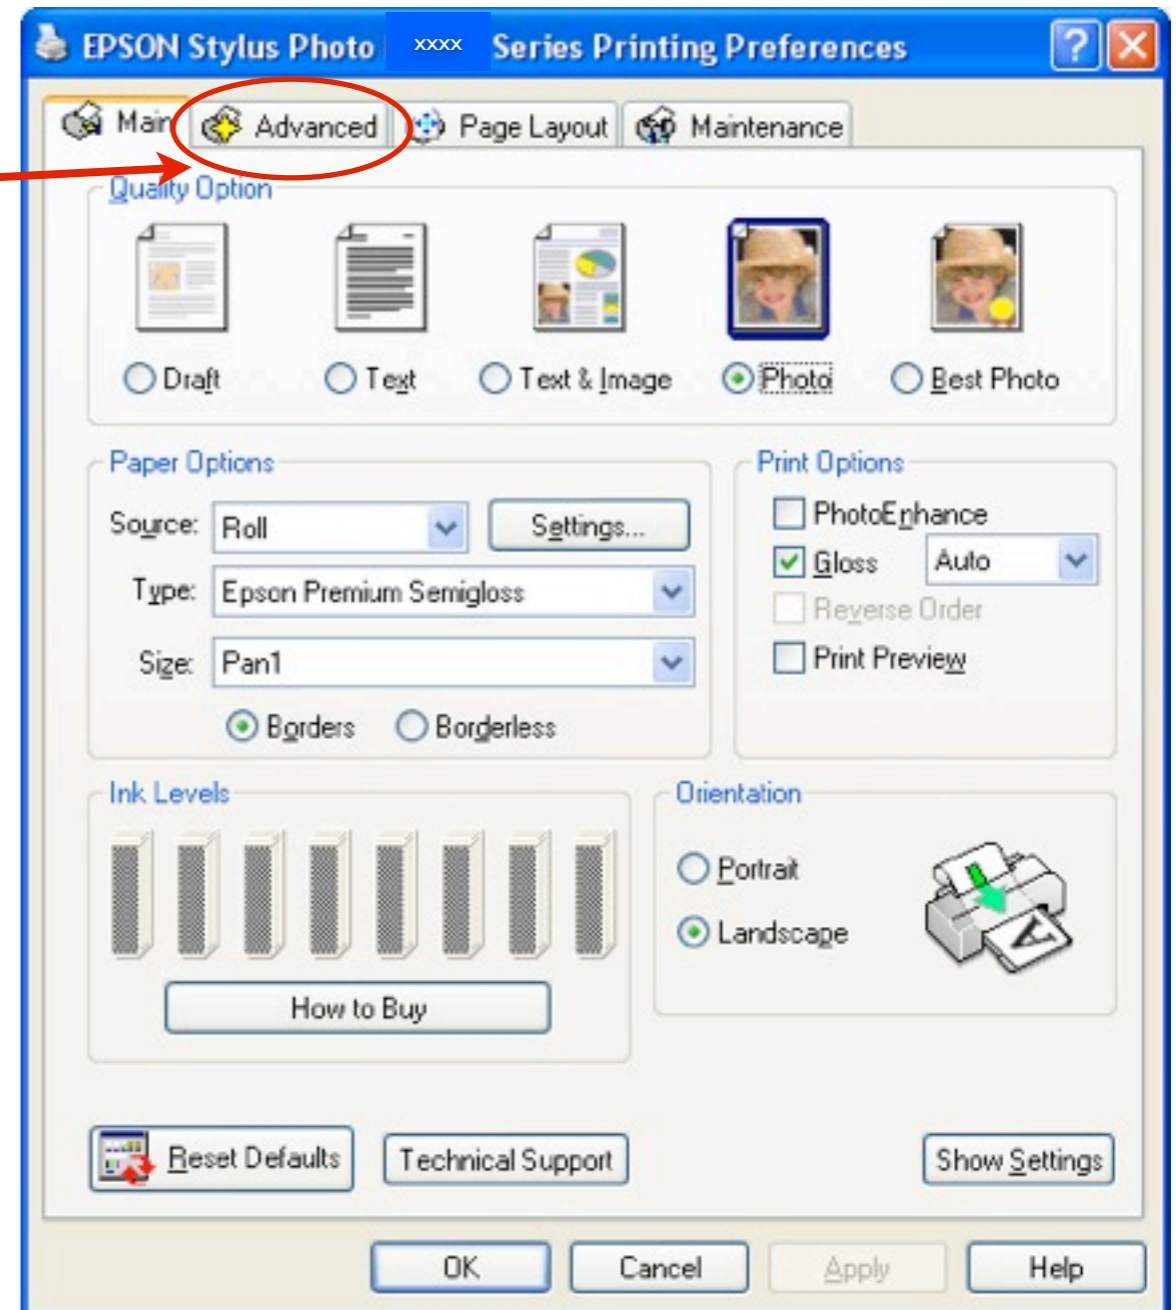 EPSON Stylus Photo xxxx Series Printing Preferences
Main Advanced Page Layout Maintenance
Quality Option
Draft Text Text & Image Photo Best Photo
Paper Options
Source: Roll Settings...
Type: Epson Premium Semigloss
Size: Pan1
Borders Borderless
Print Options
PhotoEnhance
Gloss Auto
Reverse Order
Print Preview
Ink Levels
How to Buy
Orientation
Portrait
Landscape
A
Reset Defaults Technical Support Show Settings
OK Cancel Apply Help